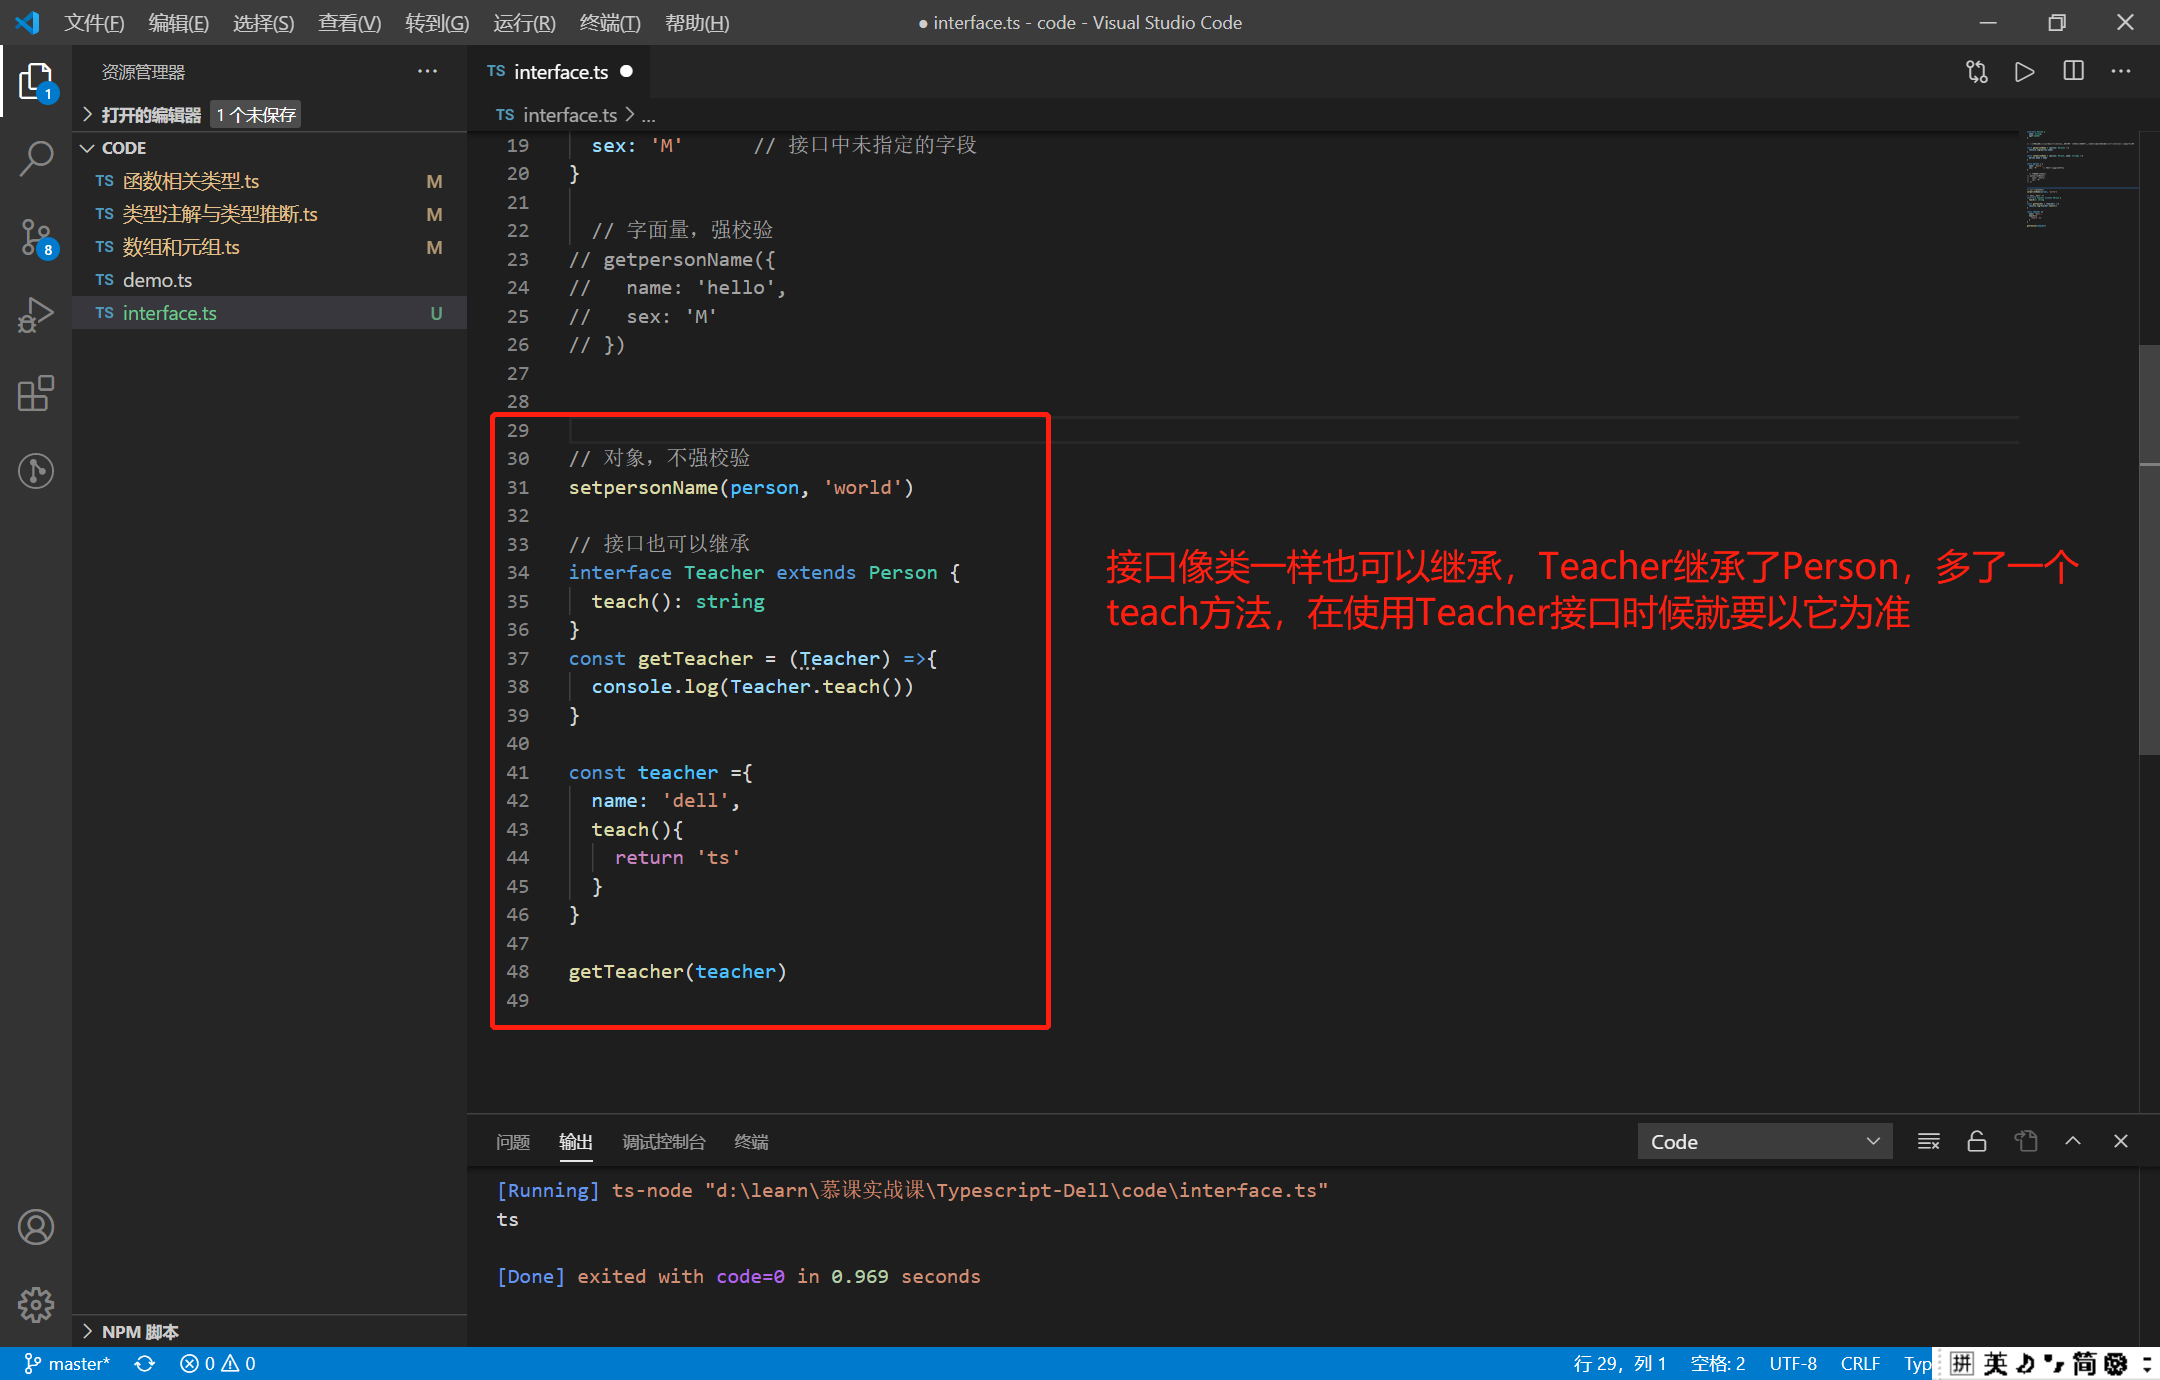 文件(F) 编辑(E) 选择(S) 查看(V) 转到(G) 运行(R) 终端(T) 帮助(H)
● interface.ts - code - Visual Studio Code
资源管理器
打开的编辑器 1 个未保存
CODE
TS 函数相关类型.ts M
TS 类型注解与类型推断.ts M
TS 数组和元组.ts M
TS demo.ts
TS interface.ts U
NPM 脚本
1
8
TS interface.ts ●
TS interface.ts > ...
19 sex: 'M' // 接口中未指定的字段
20 }
21
22 // 字面量，强校验
23 // getpersonName({
24 // name: 'hello',
25 // sex: 'M'
26 // })
27
28
29
30 // 对象，不强校验
31 setpersonName(person, 'world')
32
33 // 接口也可以继承
34 interface Teacher extends Person {
35 teach(): string
36 }
37 const getTeacher = (Teacher) =>{
38 console.log(Teacher.teach())
39 }
40
41 const teacher ={
42 name: 'dell',
43 teach(){
44 return 'ts'
45 }
46 }
47
48 getTeacher(teacher)
49
接口像类一样也可以继承，Teacher继承了Person，多了一个
teach方法，在使用Teacher接口时候就要以它为准
问题 输出 调试控制台 终端
Code
[Running] ts-node "d:\learn\慕课实战课\Typescript-Dell\code\interface.ts"
ts
[Done] exited with code=0 in 0.969 seconds
master* 0 0
行 29，列 1 空格: 2 UTF-8 CRLF Typ
拼 英 简